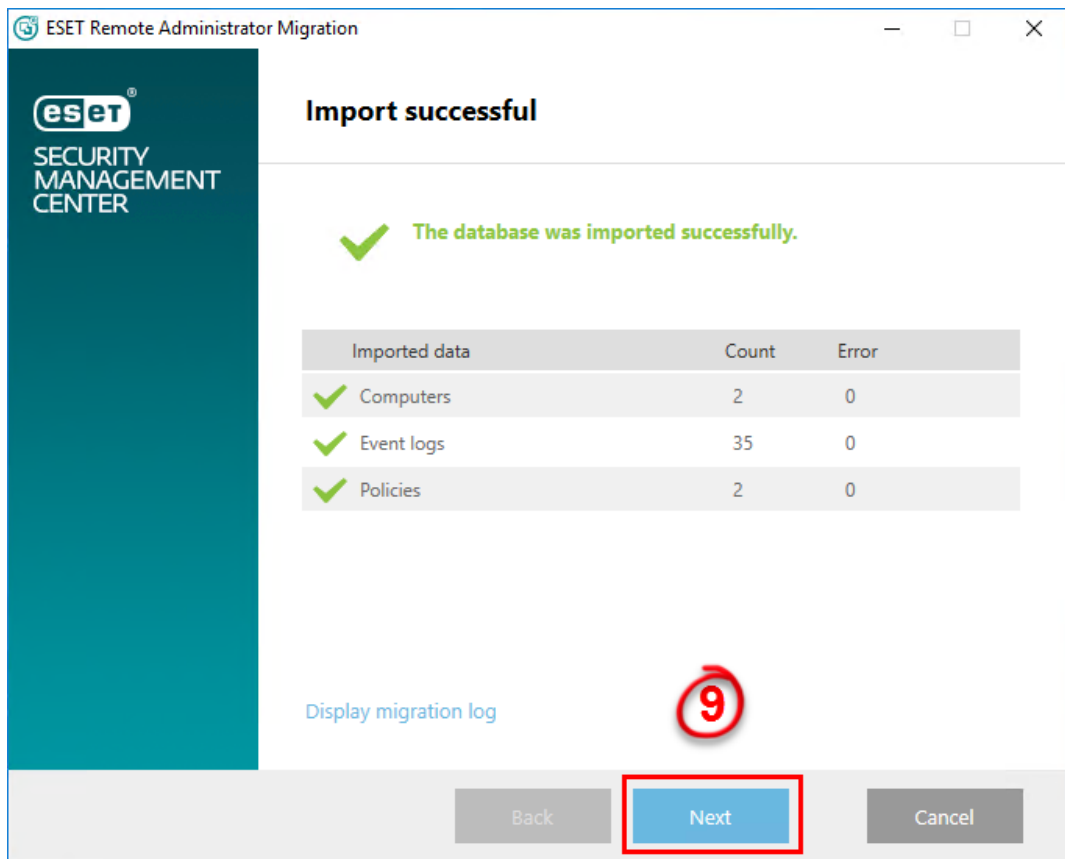 ESET Remote Administrator Migration
eset®
SECURITY
MANAGEMENT
CENTER
Import successful
The database was imported successfully.
Imported data Count Error
Computers 2 0
Event logs 35 0
Policies 2 0
Display migration log
9
Back Next Cancel